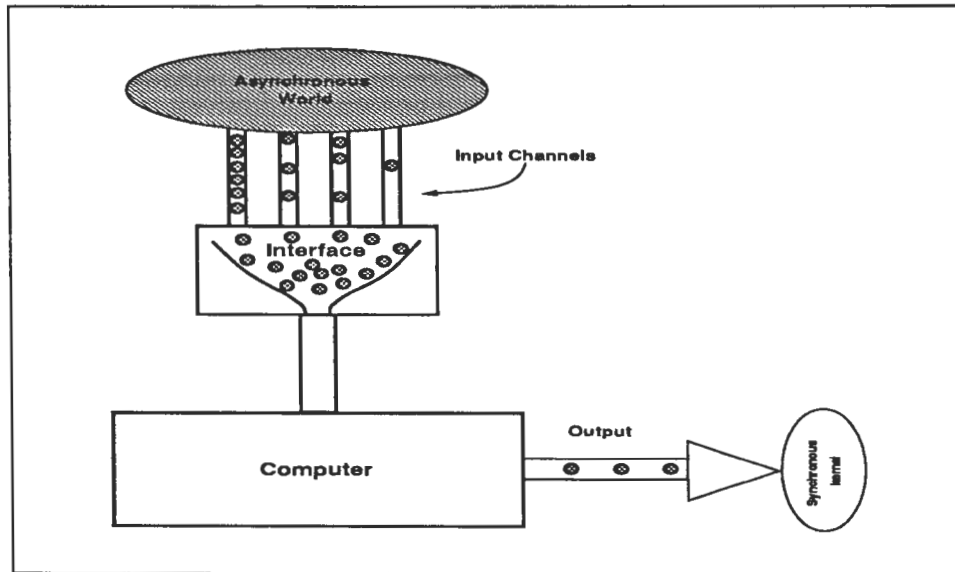 Asynchronous
World
Input Channels
Interface
Output
Computer
Synchronous
kernel